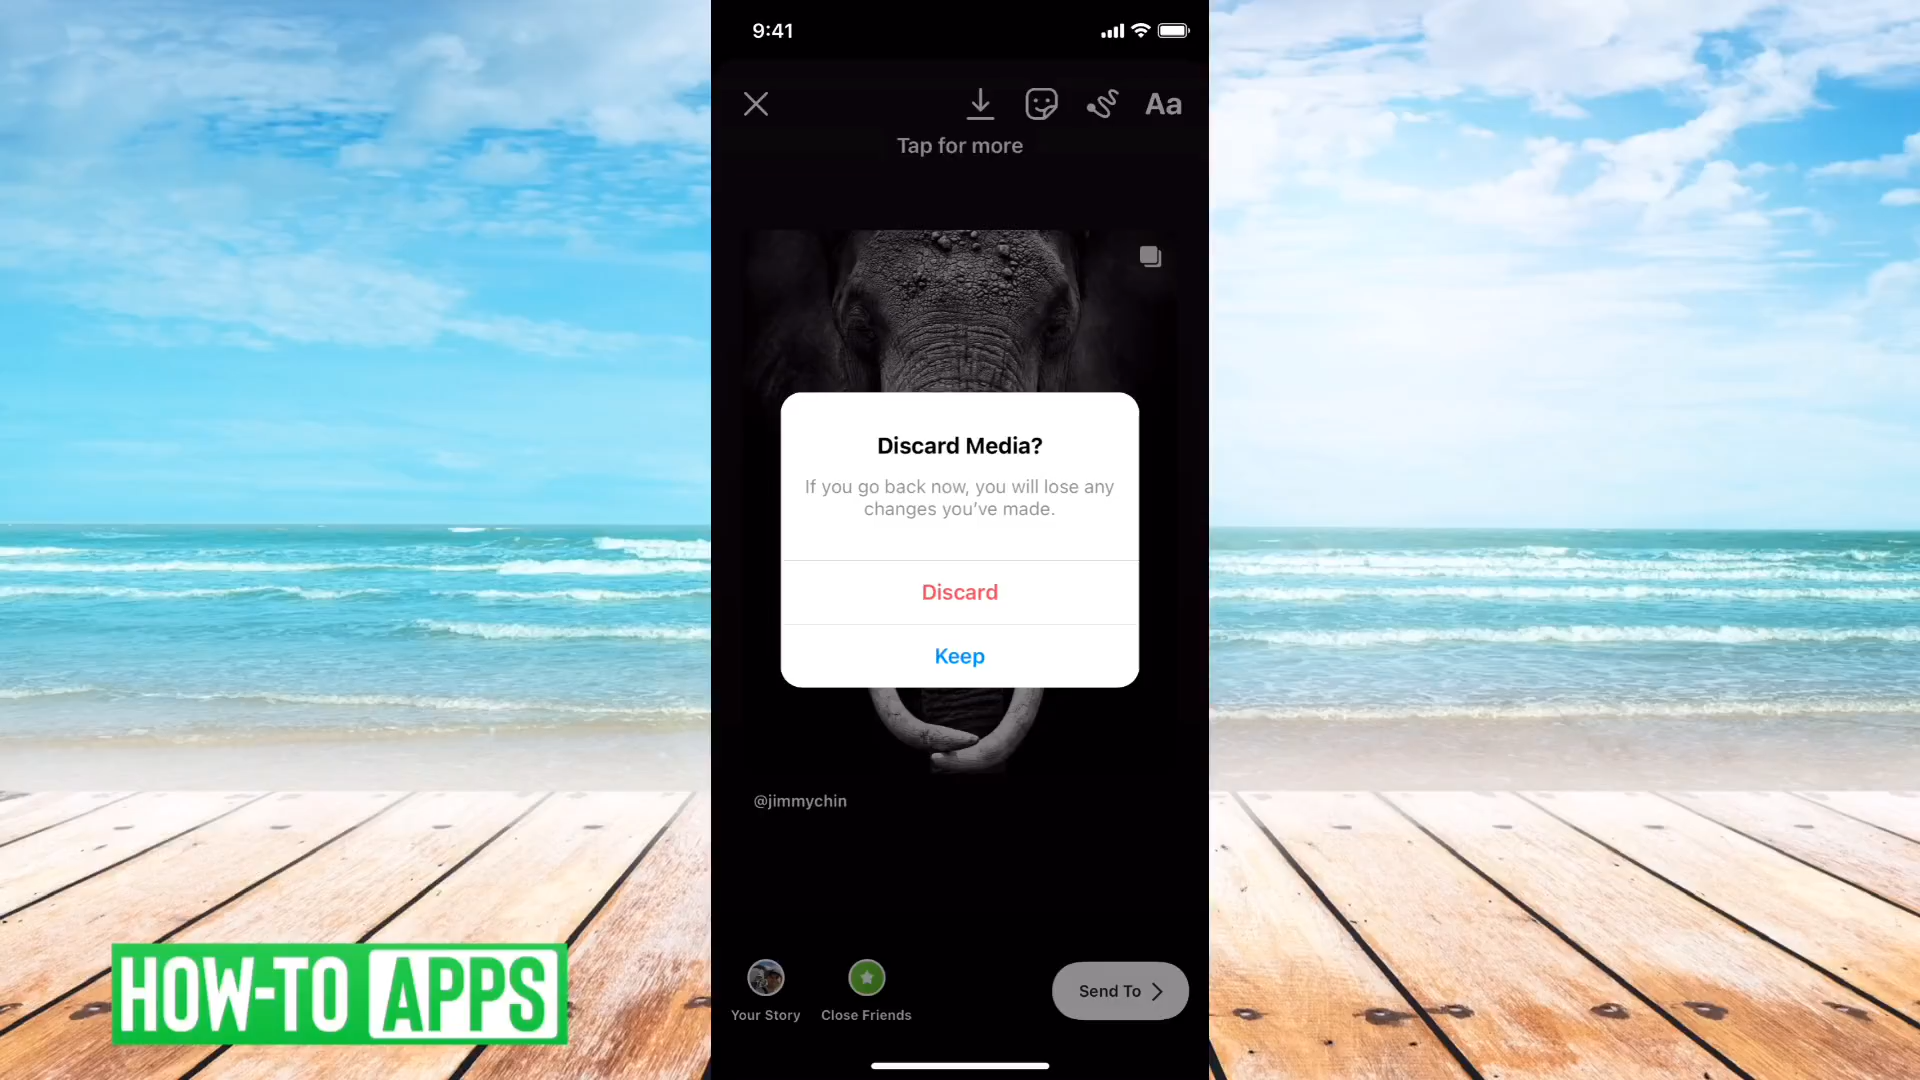 9:41
Aa
Tap for more
Discard Media?
If you go back now, you will lose any
changes you’ve made.
Discard
Keep
@jimmychin
Your Story
Close Friends
Send To
HOW-TO APPS